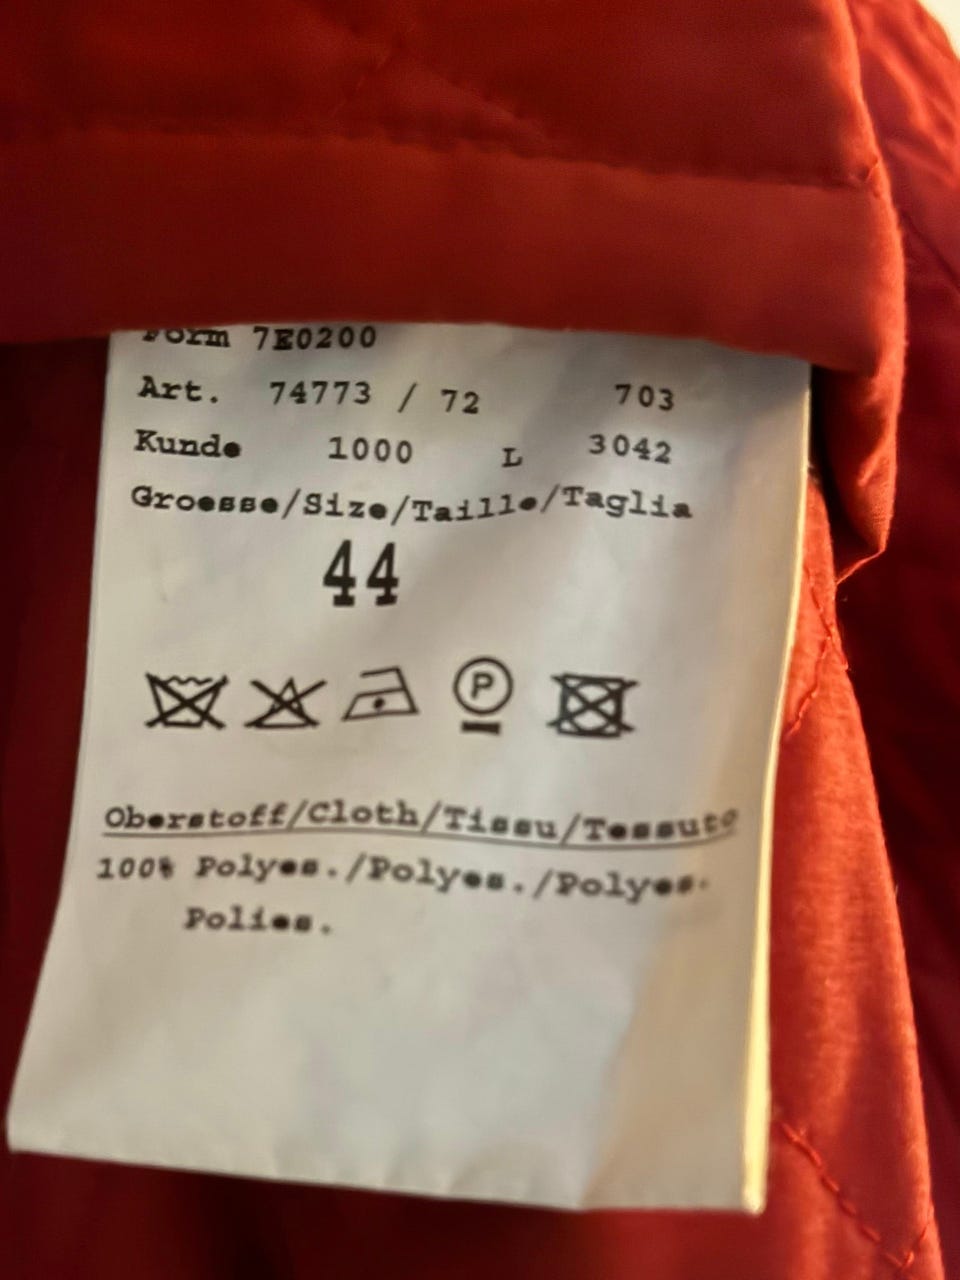 Form 7E0200
Art. 74773 / 72 703
Kunde 1000 L 3042
Groesse/Size/Taille/Taglia
44
P
Oberstoff/Cloth/Tissu/Tessuto
100% Polyes./Polyes./Polyes.
Polies.